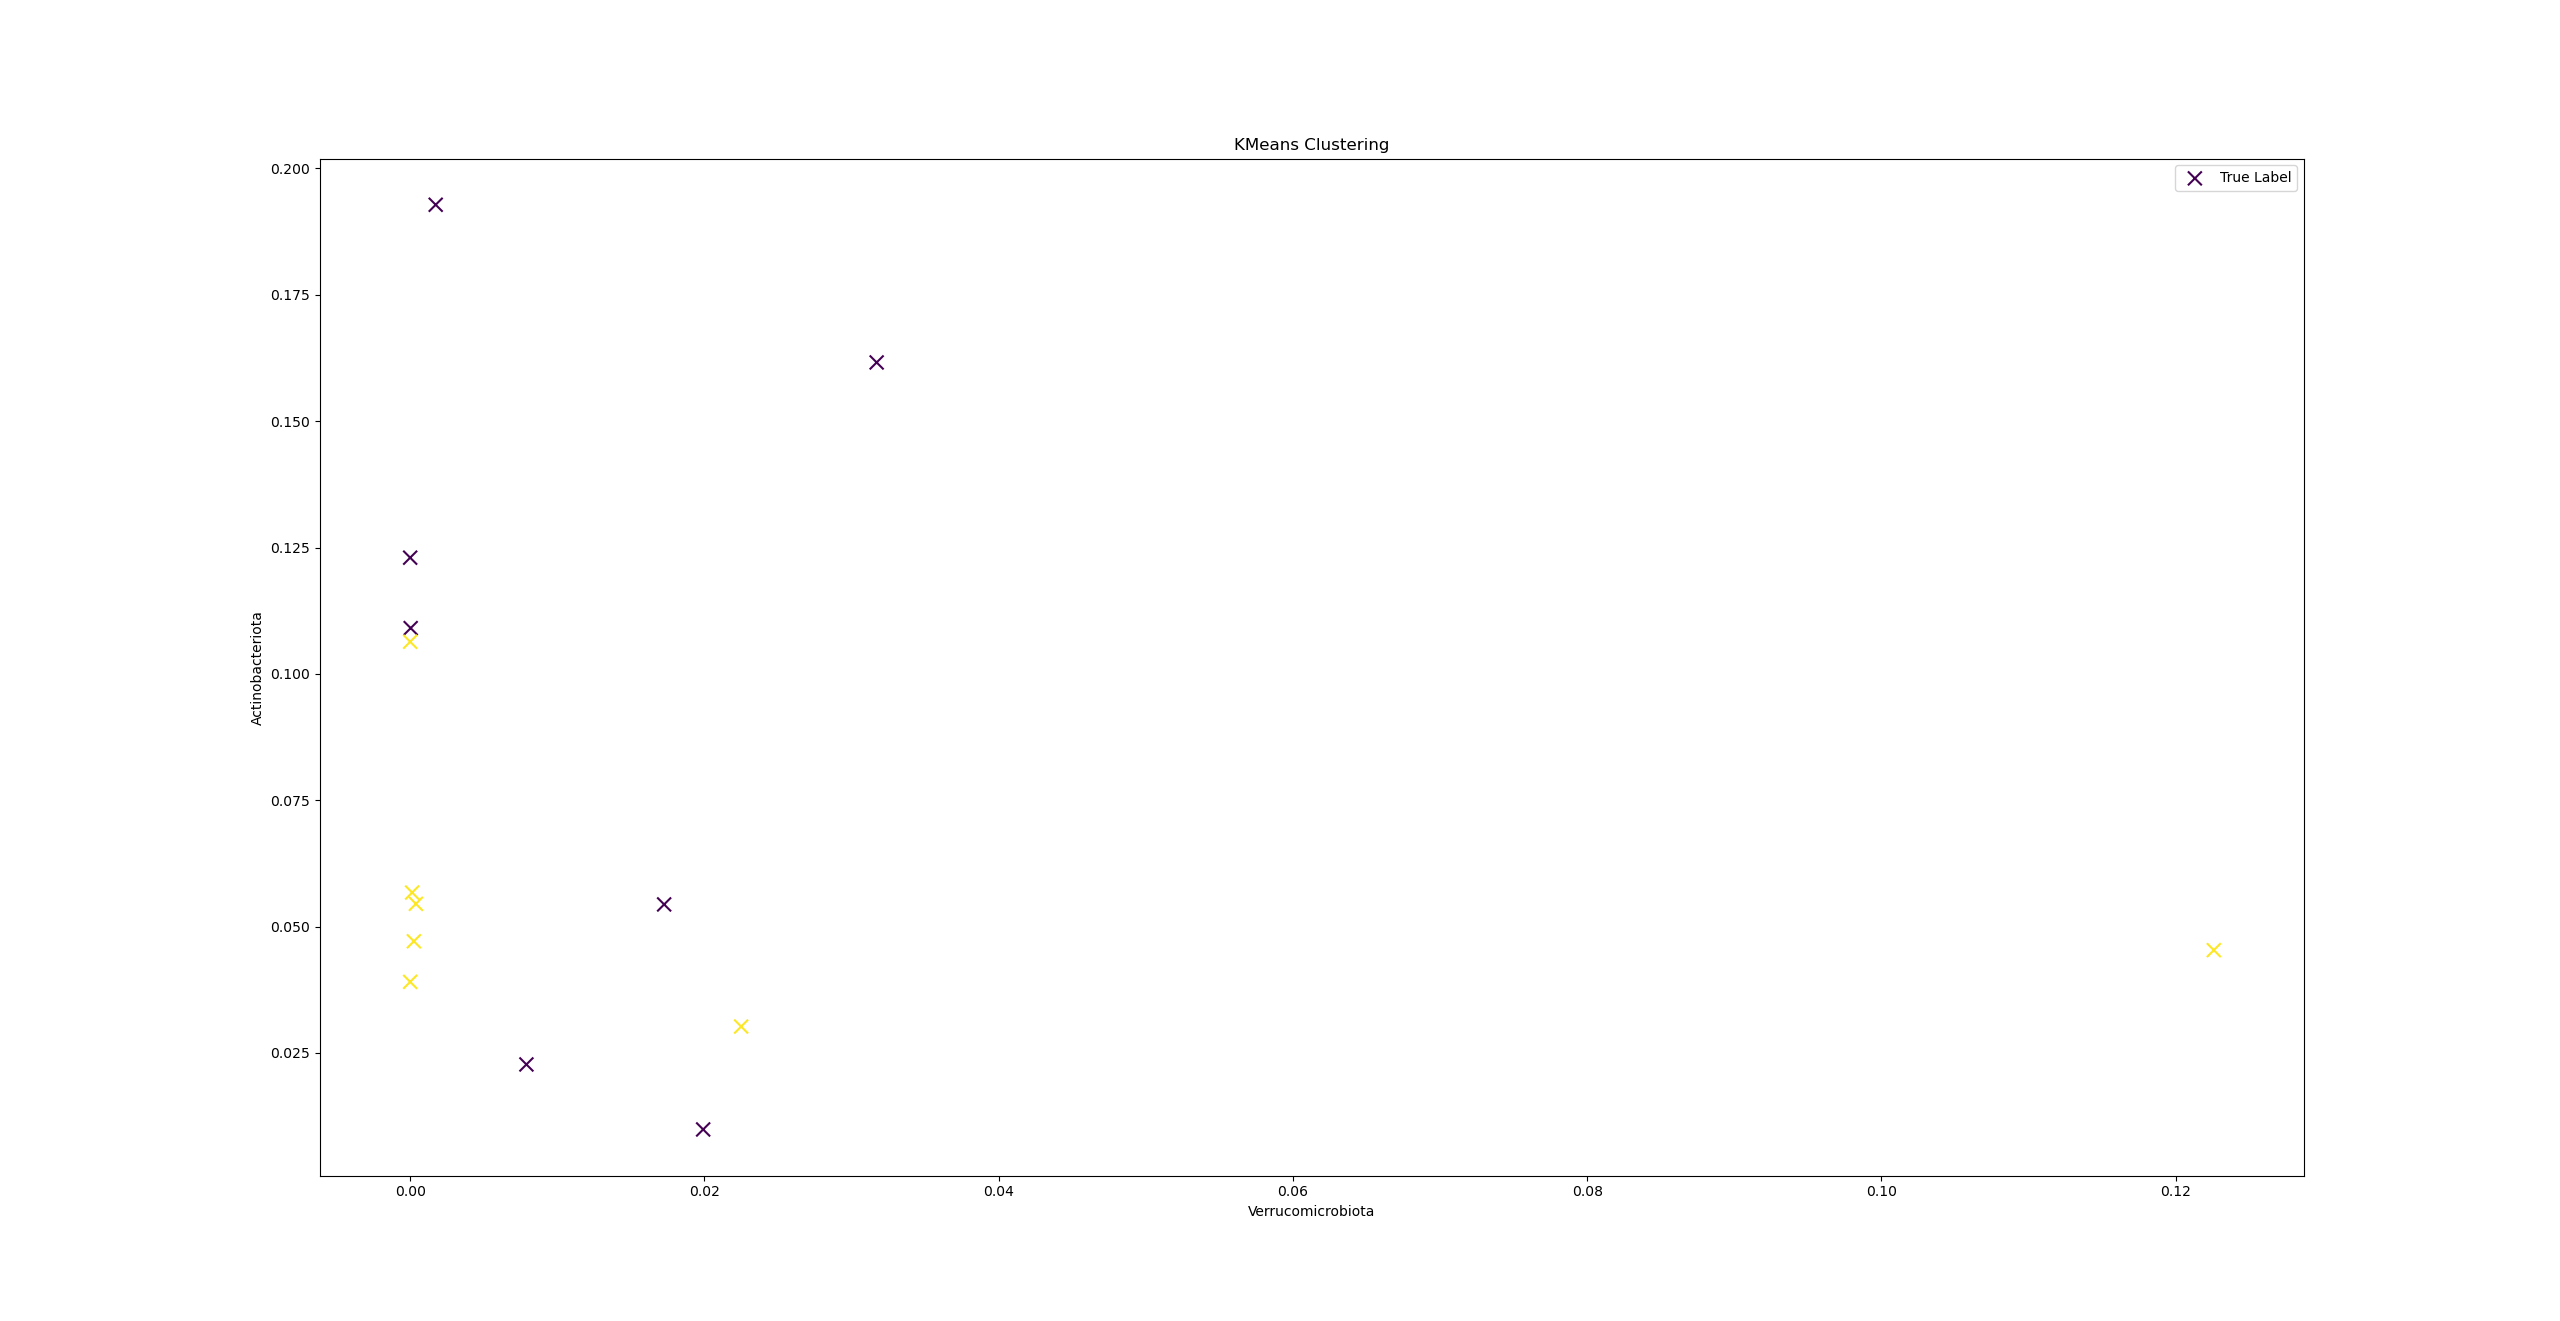 KMeans Clustering
True Label
0.200
0.175
0.150
0.125
0.100
0.075
0.050
0.025
Actinobacteriota
0.00 0.02 0.04 0.06 0.08 0.10 0.12
Verrucomicrobiota